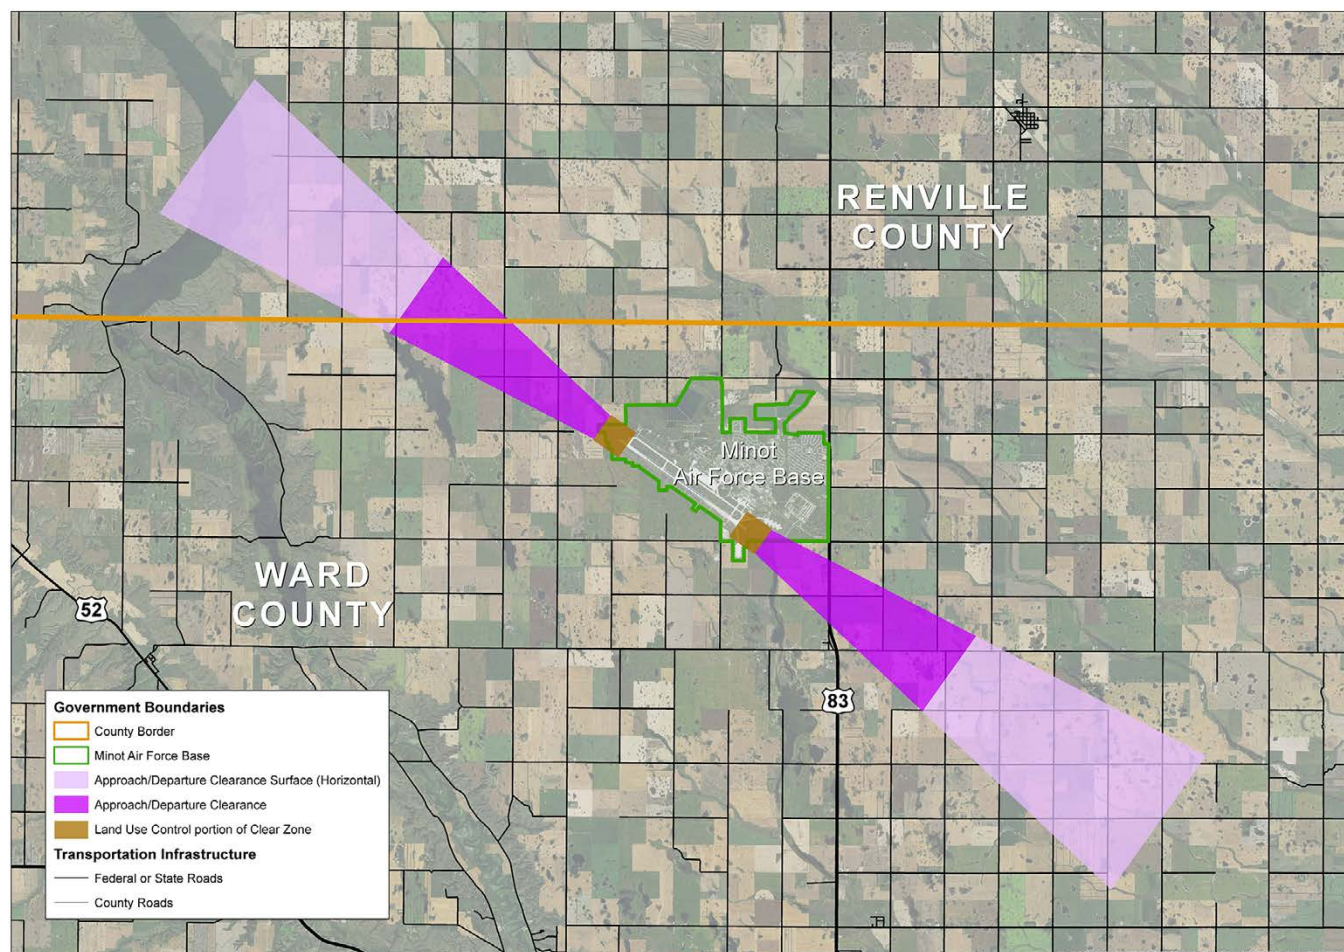 RENVILLE
COUNTY
Minot
Air Force Base
WARD
COUNTY
52
83
Government Boundaries
County Border
Minot Air Force Base
Approach/Departure Clearance Surface (Horizontal)
Approach/Departure Clearance
Land Use Control portion of Clear Zone
Transportation Infrastructure
Federal or State Roads
County Roads